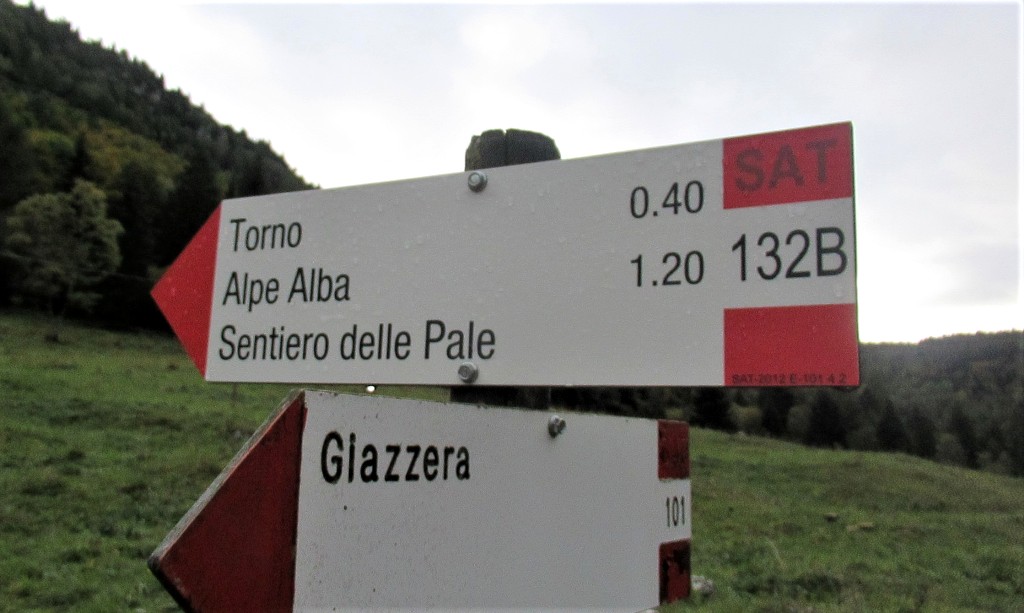 SAT
Torno 0.40
Alpe Alba 1.20 132B
Sentiero delle Pale
SAT-2012 E-101 4.2
Giazzera
101